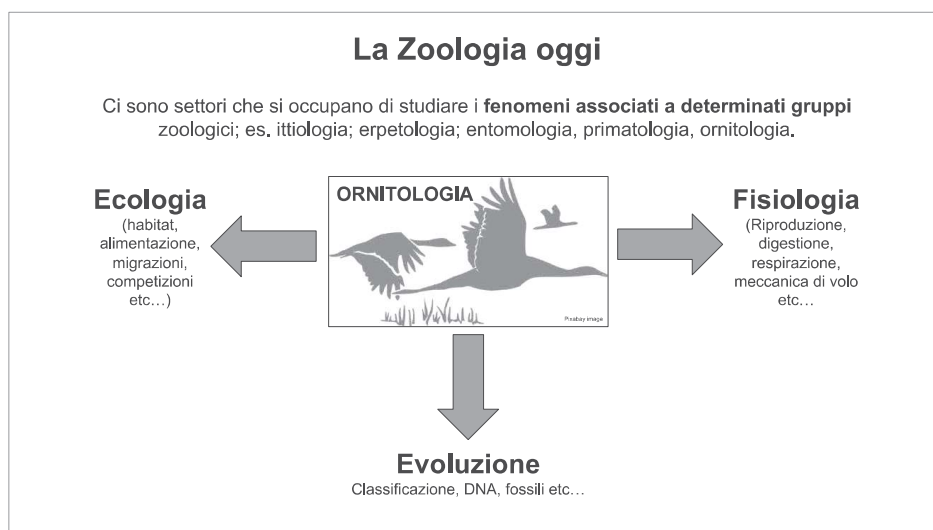 La Zoologia oggi
Ci sono settori che si occupano di studiare i fenomeni associati a determinati gruppi
zoologici; es. ittiologia; erpetologia; entomologia, primatologia, ornitologia.
Ecologia
(habitat,
alimentazione,
migrazioni,
competizioni
etc…)
ORNITOLOGIA
Pixabay image
Fisiologia
(Riproduzione,
digestione,
respirazione,
meccanica di volo
etc…
Evoluzione
Classificazione, DNA, fossili etc…